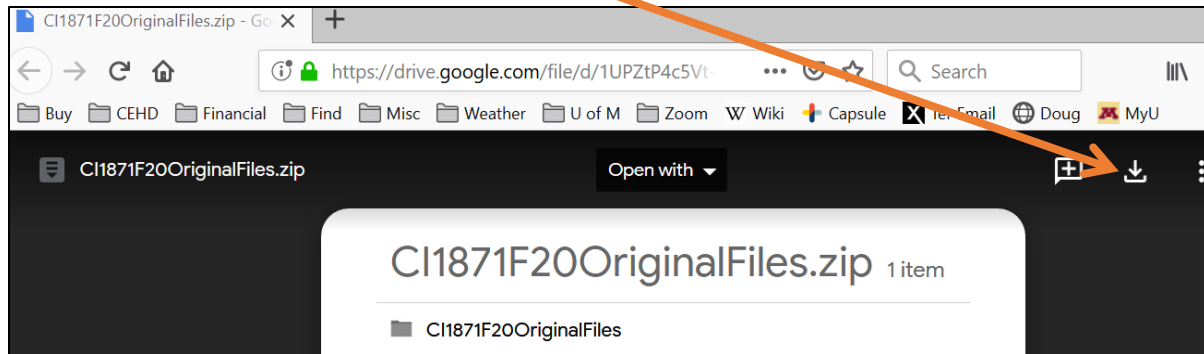 CI1871F20OriginalFiles.zip - Go
https://drive.google.com/file/d/1UPZtP4c5Vt- Search
Buy CEHD Financial Find Misc Weather U of M Zoom W Wiki Capsule X Email Doug M MyU
CI1871F20OriginalFiles.zip Open with
CI1871F20OriginalFiles.zip 1 item
CI1871F20OriginalFiles